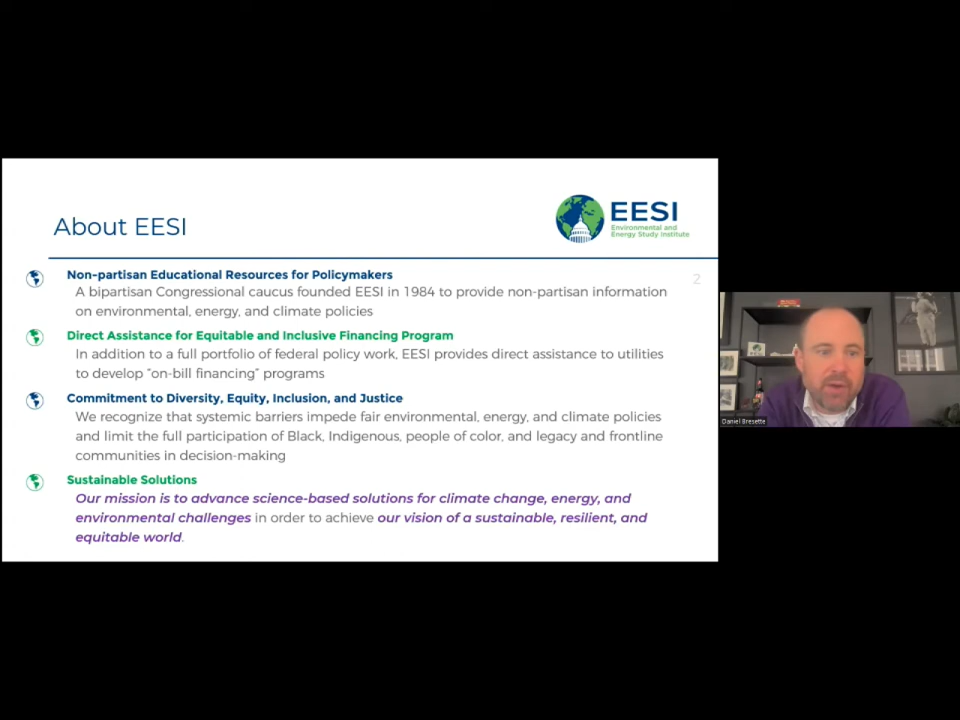 About EESI
EESI
Environmental and
Energy Study Institute
2
Non-partisan Educational Resources for Policymakers
A bipartisan Congressional caucus founded EESI in 1984 to provide non-partisan information
on environmental, energy, and climate policies
Direct Assistance for Equitable and Inclusive Financing Program
In addition to a full portfolio of federal policy work, EESI provides direct assistance to utilities
to develop “on-bill financing” programs
Commitment to Diversity, Equity, Inclusion, and Justice
We recognize that systemic barriers impede fair environmental, energy, and climate policies
and limit the full participation of Black, Indigenous, people of color, and legacy and frontline
communities in decision-making
Sustainable Solutions
Our mission is to advance science-based solutions for climate change, energy, and
environmental challenges in order to achieve our vision of a sustainable, resilient, and
equitable world.
Daniel Bresette